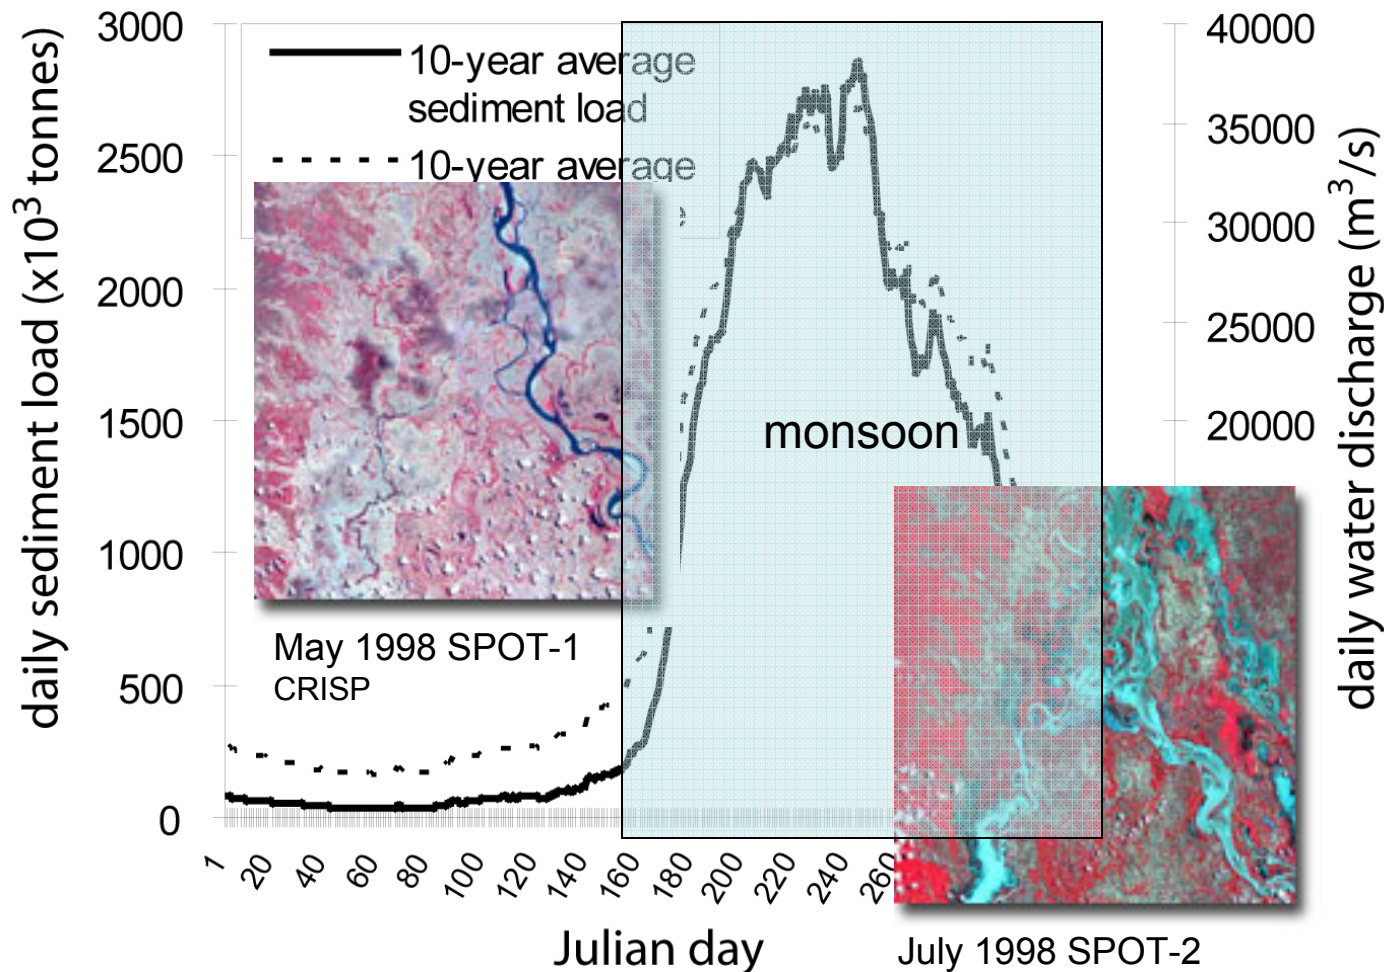 daily sediment load (x10³ tonnes)
3000
2500
2000
1500
1000
500
0
10-year average
sediment load
10-year average
monsoon
May 1998 SPOT-1
CRISP
40000
35000
30000
25000
20000
daily water discharge (m³/s)
1 20 40 60 80 100 120 140 160 180 200 220 240 260
Julian day
July 1998 SPOT-2